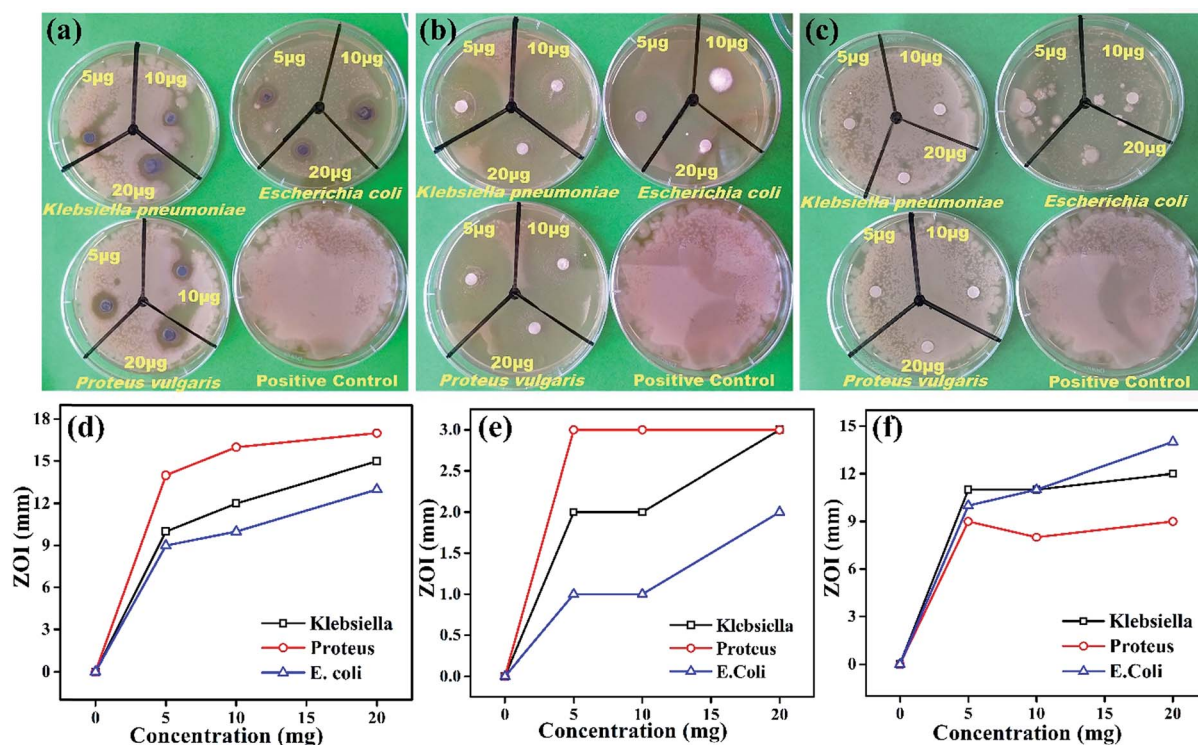 (a)
5µg
10µg
20µg
Klebsiella pneumoniae
5µg
10µg
20µg
Escherichia coli
5µg
10µg
20µg
Proteus vulgaris
Positive Control
(b)
5µg
10µg
20µg
Klebsiella pneumoniae
10µg
5µg
20µg
Escherichia coli
5µg
10µg
20µg
Proteus vulgaris
Positive Control
(c)
5µg
10µg
20µg
Klebsiella pneumoniae
5µg
10µg
20µg
Escherichia coli
5µg
10µg
20µg
Proteus vulgaris
Positive Control
(d)
ZOI (mm)
18
15
12
9
6
3
0
Klebsiella
Proteus
E. coli
0 5 10 15 20
Concentration (mg)
(e)
ZOI (mm)
3.0
2.5
2.0
1.5
1.0
0.5
0.0
Klebsiella
Proteus
E.Coli
0 5 10 15 20
Concentration (mg)
(f)
ZOI (mm)
15
12
9
6
3
0
Klebsiella
Proteus
E.Coli
0 5 10 15 20
Concentration (mg)